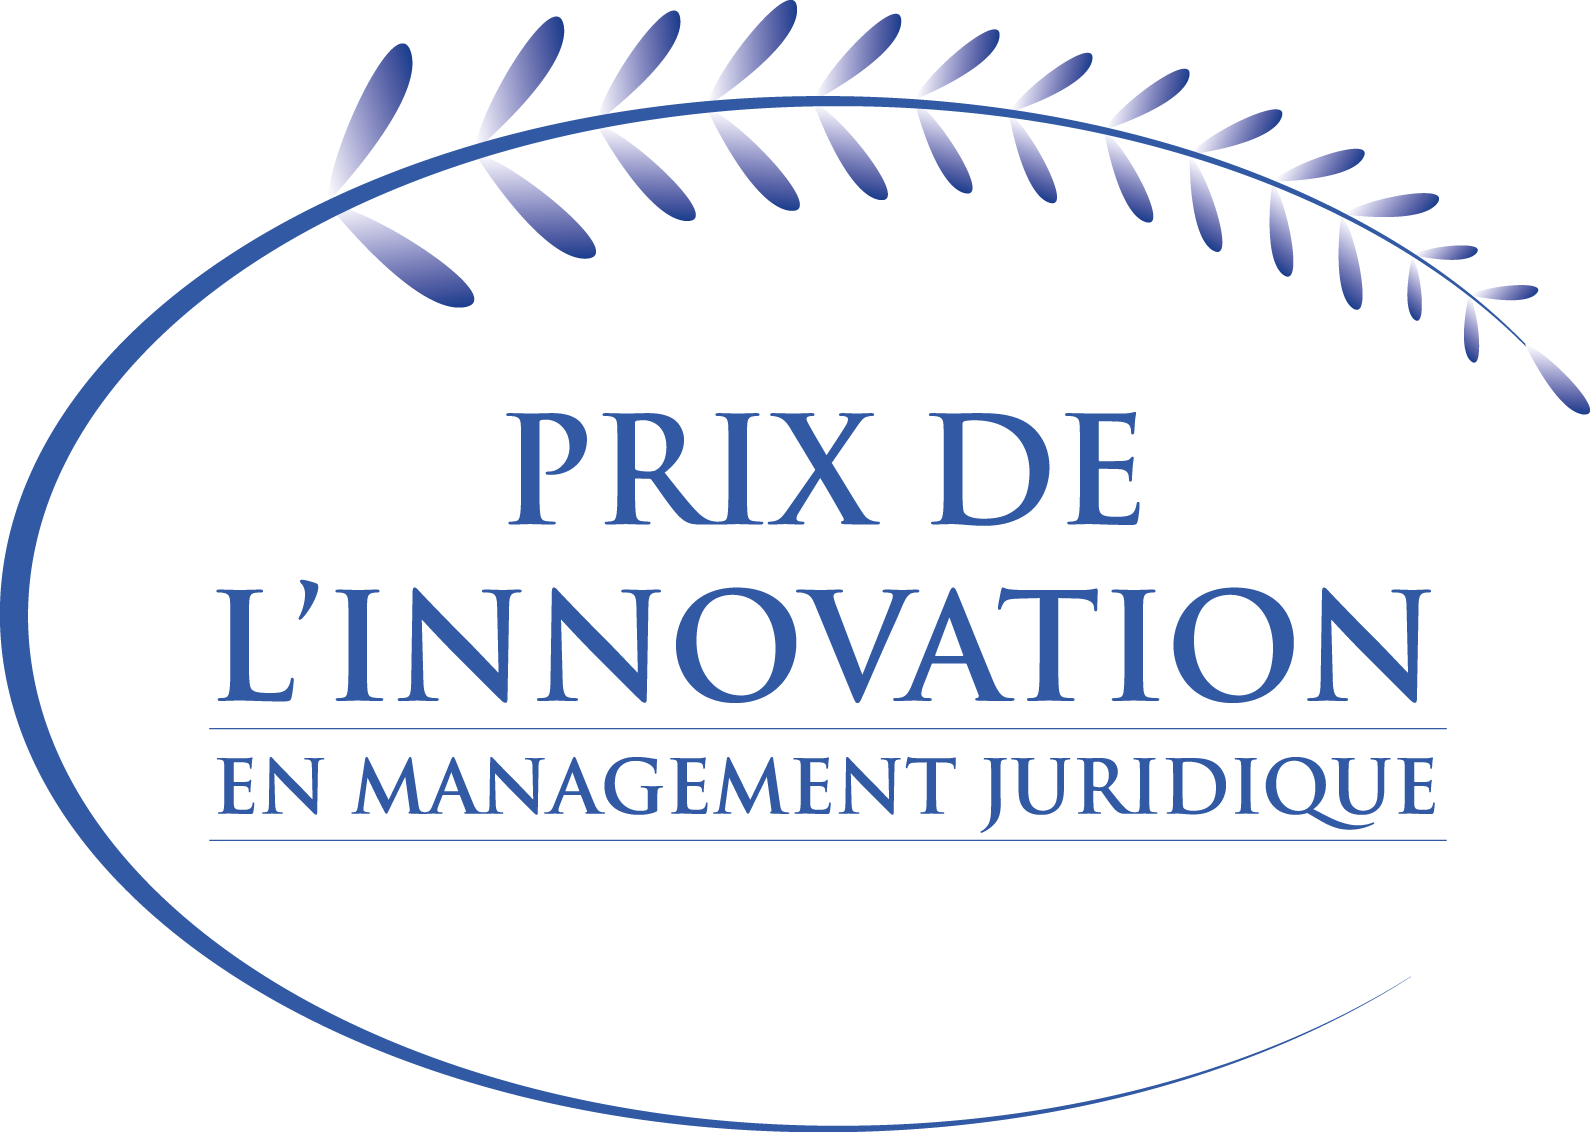 PRIX DE
L’INNOVATION
EN MANAGEMENT JURIDIQUE